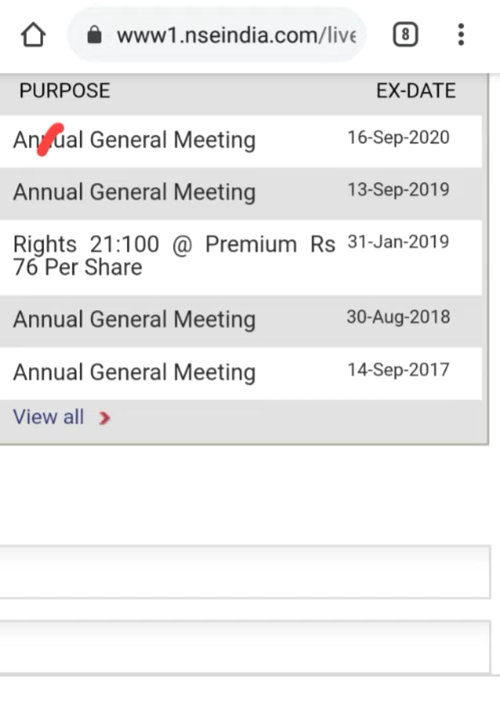 www1.nseindia.com/live
8
PURPOSE EX-DATE
Annual General Meeting 16-Sep-2020
Annual General Meeting 13-Sep-2019
Rights 21:100 @ Premium Rs 31-Jan-2019
76 Per Share
Annual General Meeting 30-Aug-2018
Annual General Meeting 14-Sep-2017
View all